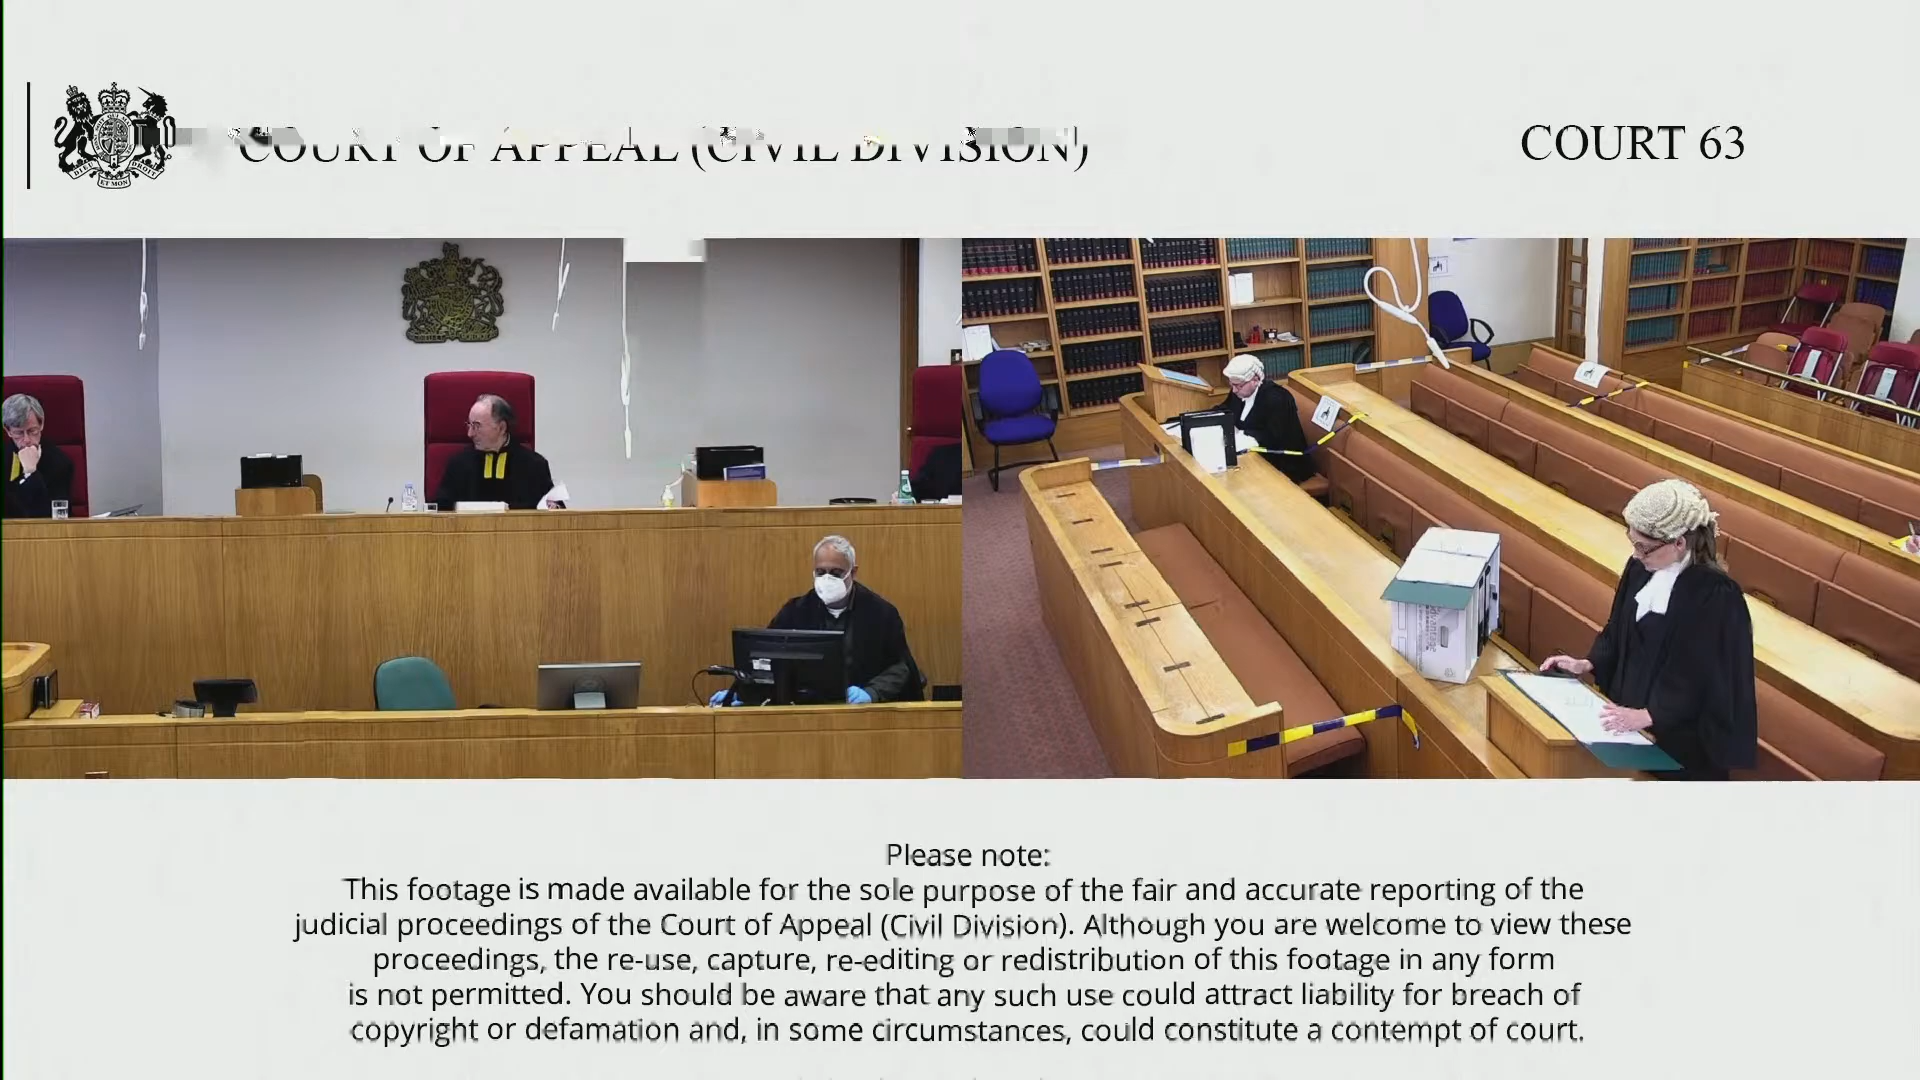 COURT OF APPEAL (CIVIL DIVISION)
COURT 63
Please note:
This footage is made available for the sole purpose of the fair and accurate reporting of the
judicial proceedings of the Court of Appeal (Civil Division). Although you are welcome to view these
proceedings, the re-use, capture, re-editing or redistribution of this footage in any form
is not permitted. You should be aware that any such use could attract liability for breach of
copyright or defamation and, in some circumstances, could constitute a contempt of court.